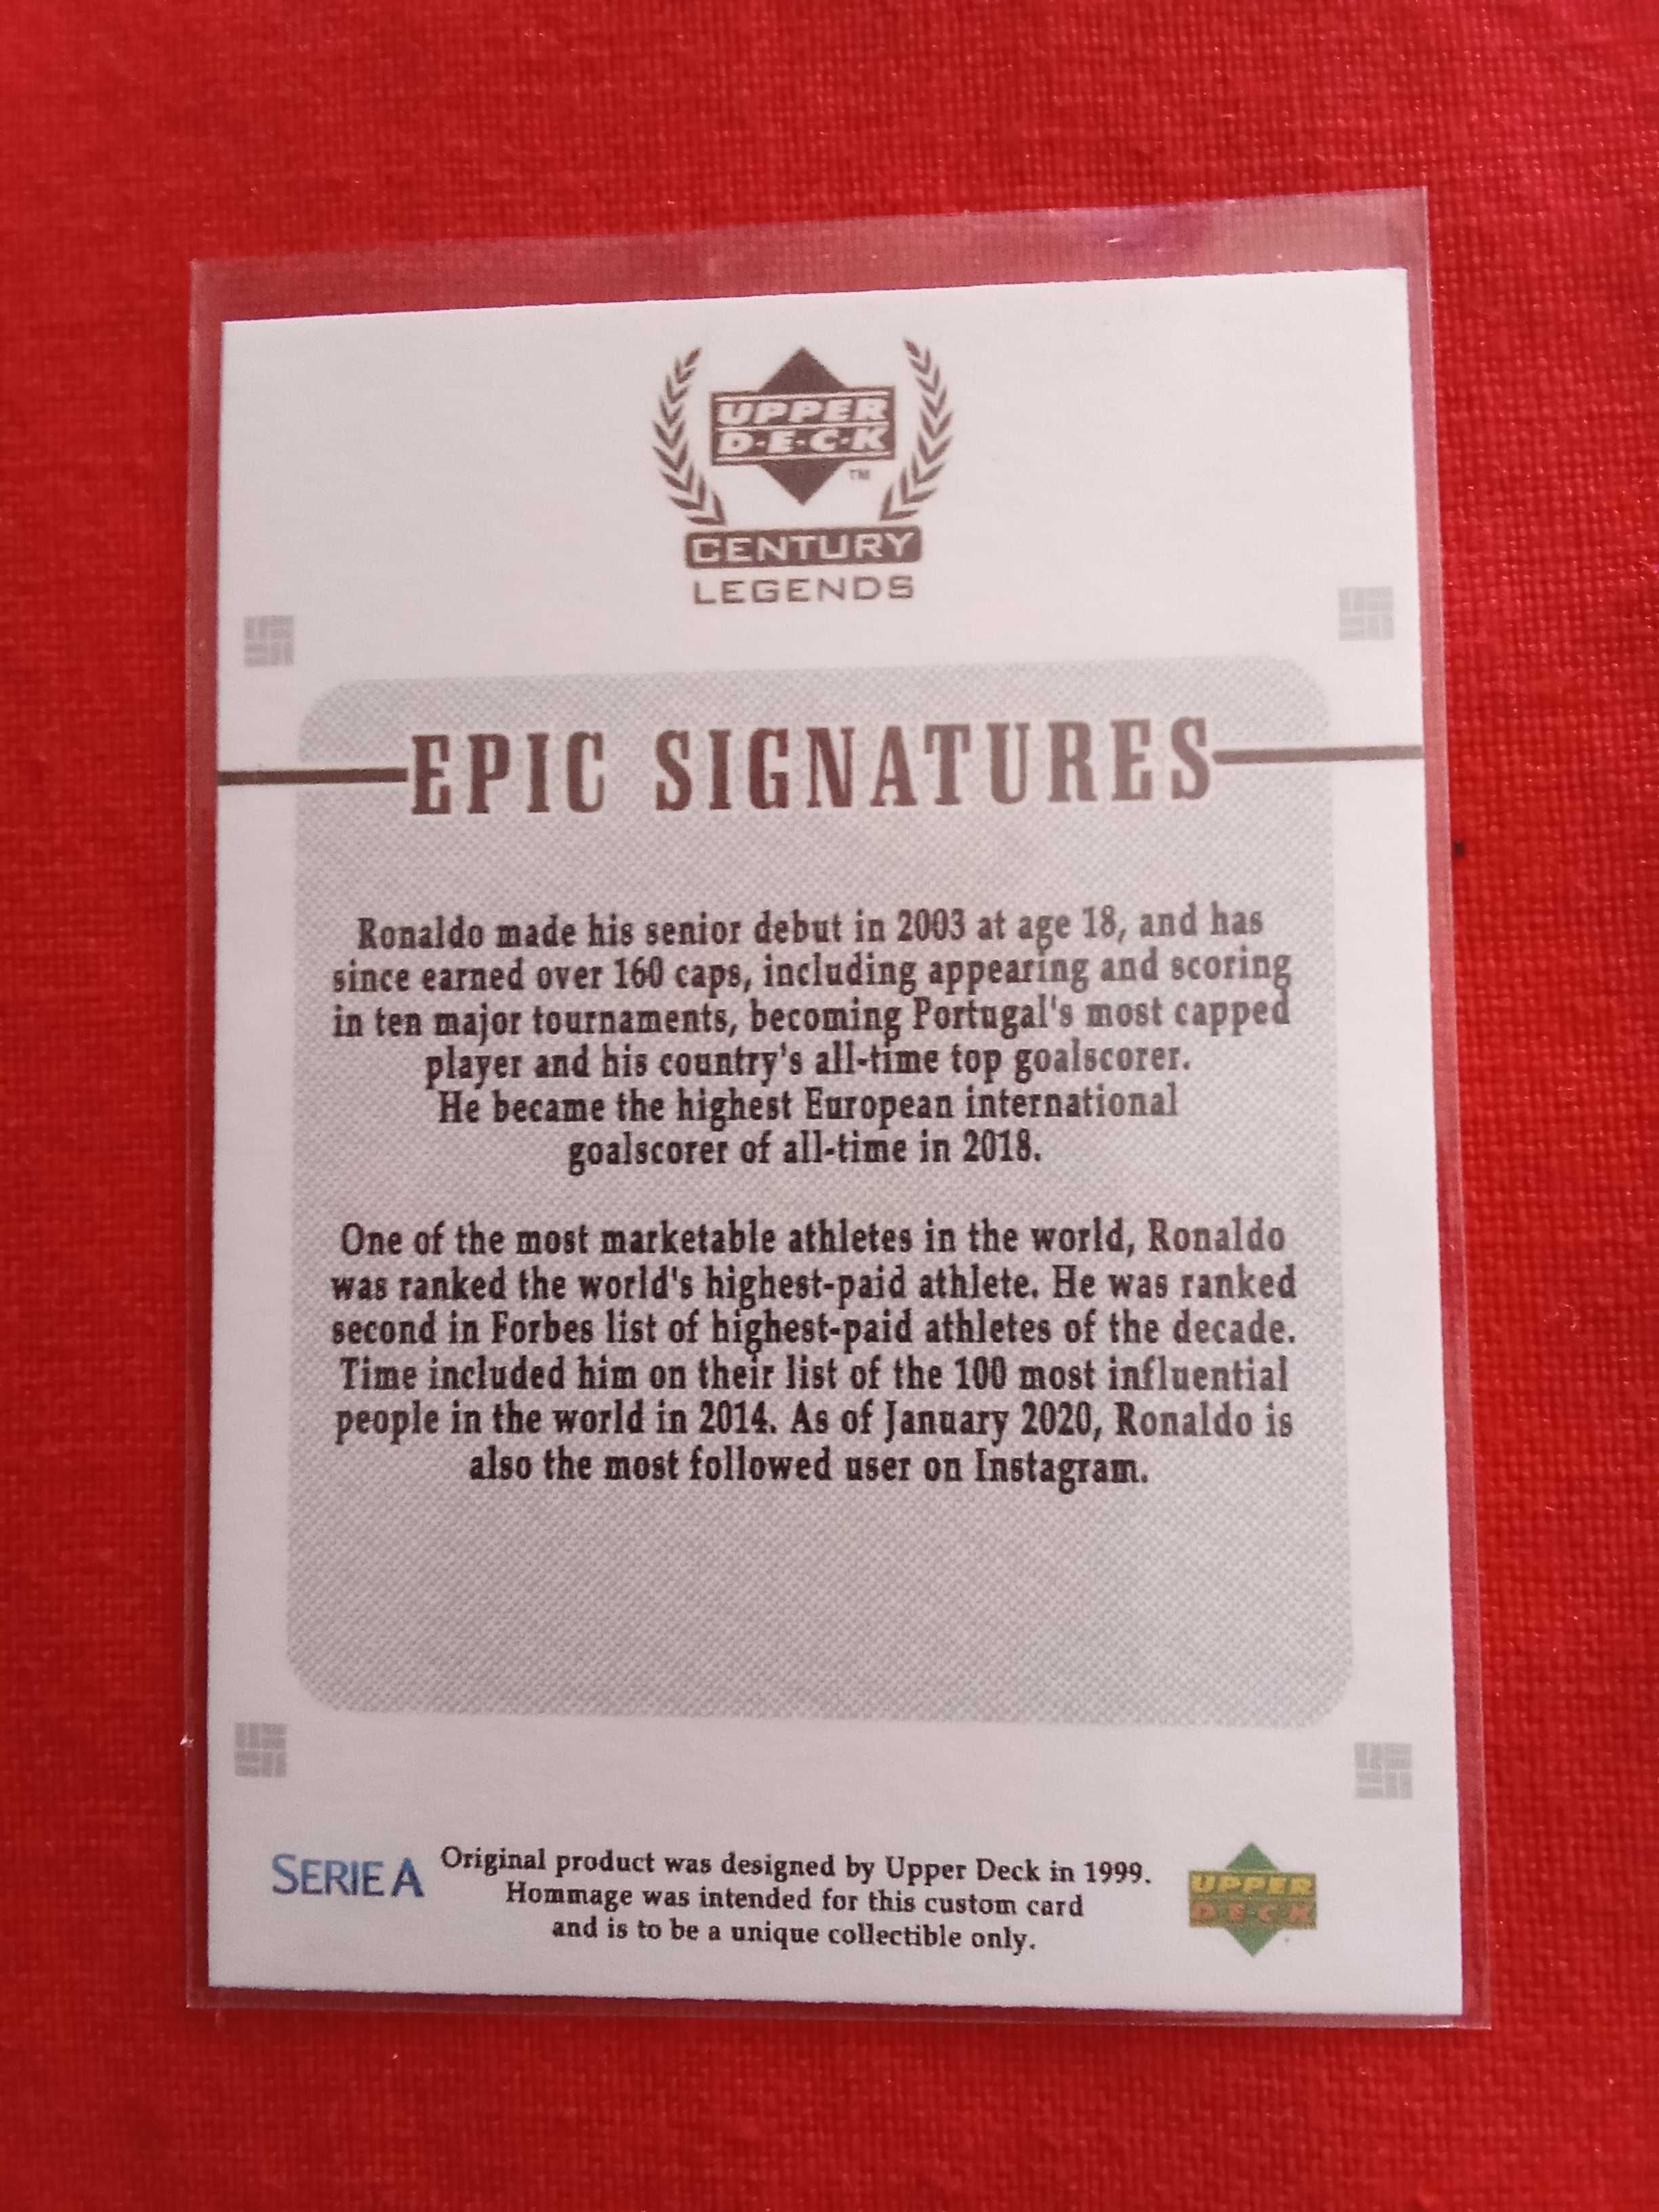 UPPER
D·E·C·K
TM
CENTURY
LEGENDS
EPIC SIGNATURES
Ronaldo made his senior debut in 2003 at age 18, and has
since earned over 160 caps, including appearing and scoring
in ten major tournaments, becoming Portugal's most capped
player and his country's all-time top goalscorer.
He became the highest European international
goalscorer of all-time in 2018.
One of the most marketable athletes in the world, Ronaldo
was ranked the world's highest-paid athlete. He was ranked
second in Forbes list of highest-paid athletes of the decade.
Time included him on their list of the 100 most influential
people in the world in 2014. As of January 2020, Ronaldo is
also the most followed user on Instagram.
SERIE A
Original product was designed by Upper Deck in 1999.
Hommage was intended for this custom card
and is to be a unique collectible only.
UPPER
DECK